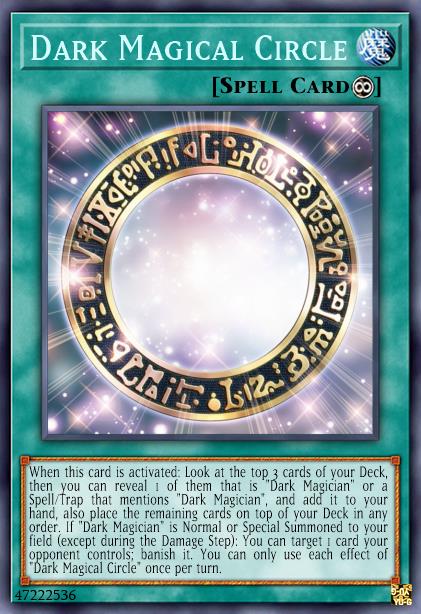 Dark Magical Circle
[Spell Card]
When this card is activated: Look at the top 3 cards of your Deck,
then you can reveal 1 of them that is "Dark Magician" or a
Spell/Trap that mentions "Dark Magician", and add it to your
hand, also place the remaining cards on top of your Deck in any
order. If "Dark Magician" is Normal or Special Summoned to your
field (except during the Damage Step): You can target 1 card your
opponent controls; banish it. You can only use each effect of
"Dark Magical Circle" once per turn.
47222536